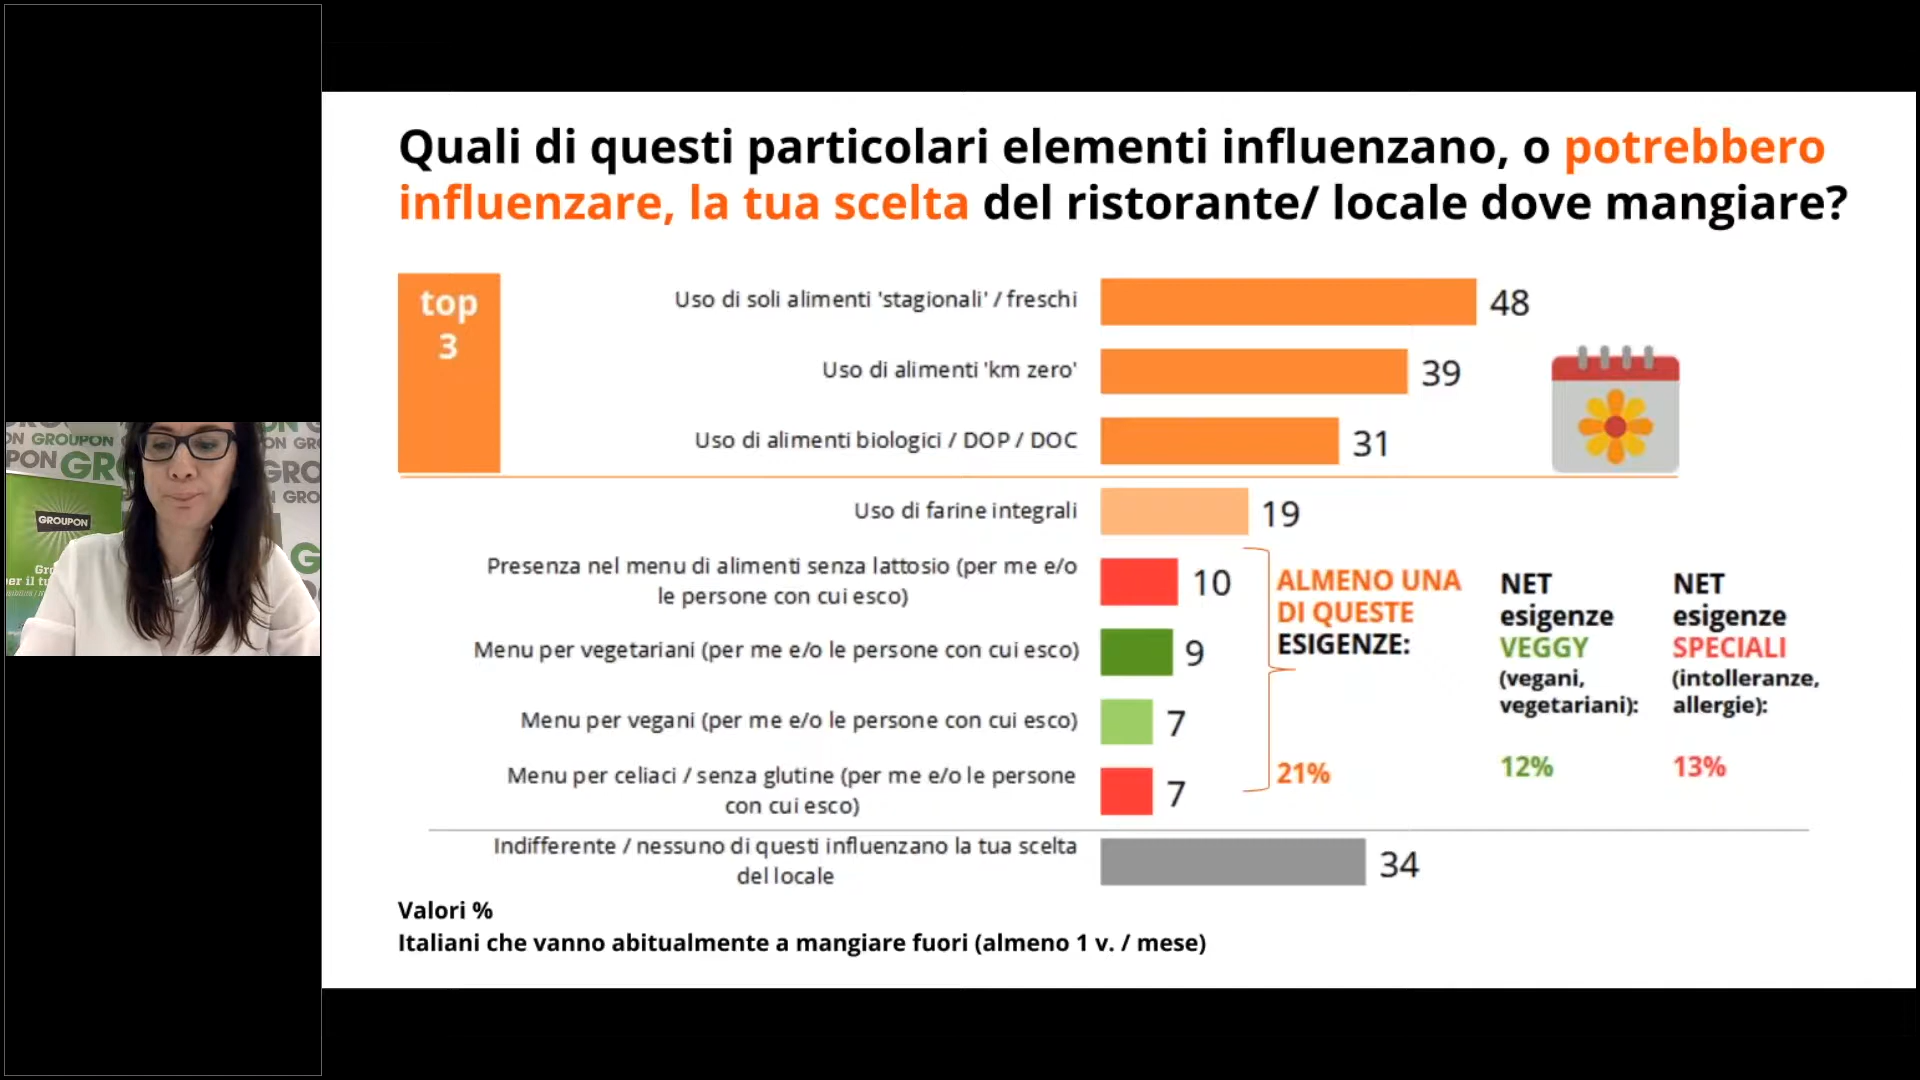 Quali di questi particolari elementi influenzano, o potrebbero
influenzare, la tua scelta del ristorante/ locale dove mangiare?
top
3
Uso di soli alimenti 'stagionali' / freschi
48
Uso di alimenti 'km zero'
39
Uso di alimenti biologici / DOP / DOC
31
Uso di farine integrali
19
Presenza nel menu di alimenti senza lattosio (per me e/o
le persone con cui esco)
10
Menu per vegetariani (per me e/o le persone con cui esco)
9
Menu per vegani (per me e/o le persone con cui esco)
7
Menu per celiaci / senza glutine (per me e/o le persone
con cui esco)
7
ALMENO UNA
DI QUESTE
ESIGENZE:
21%
NET
esigenze
VEGGY
(vegani,
vegetariani):
12%
NET
esigenze
SPECIALI
(intolleranze,
allergie):
13%
Indifferente / nessuno di questi influenzano la tua scelta
del locale
34
Valori %
Italiani che vanno abitualmente a mangiare fuori (almeno 1 v. / mese)
GROUPON
GROUPON